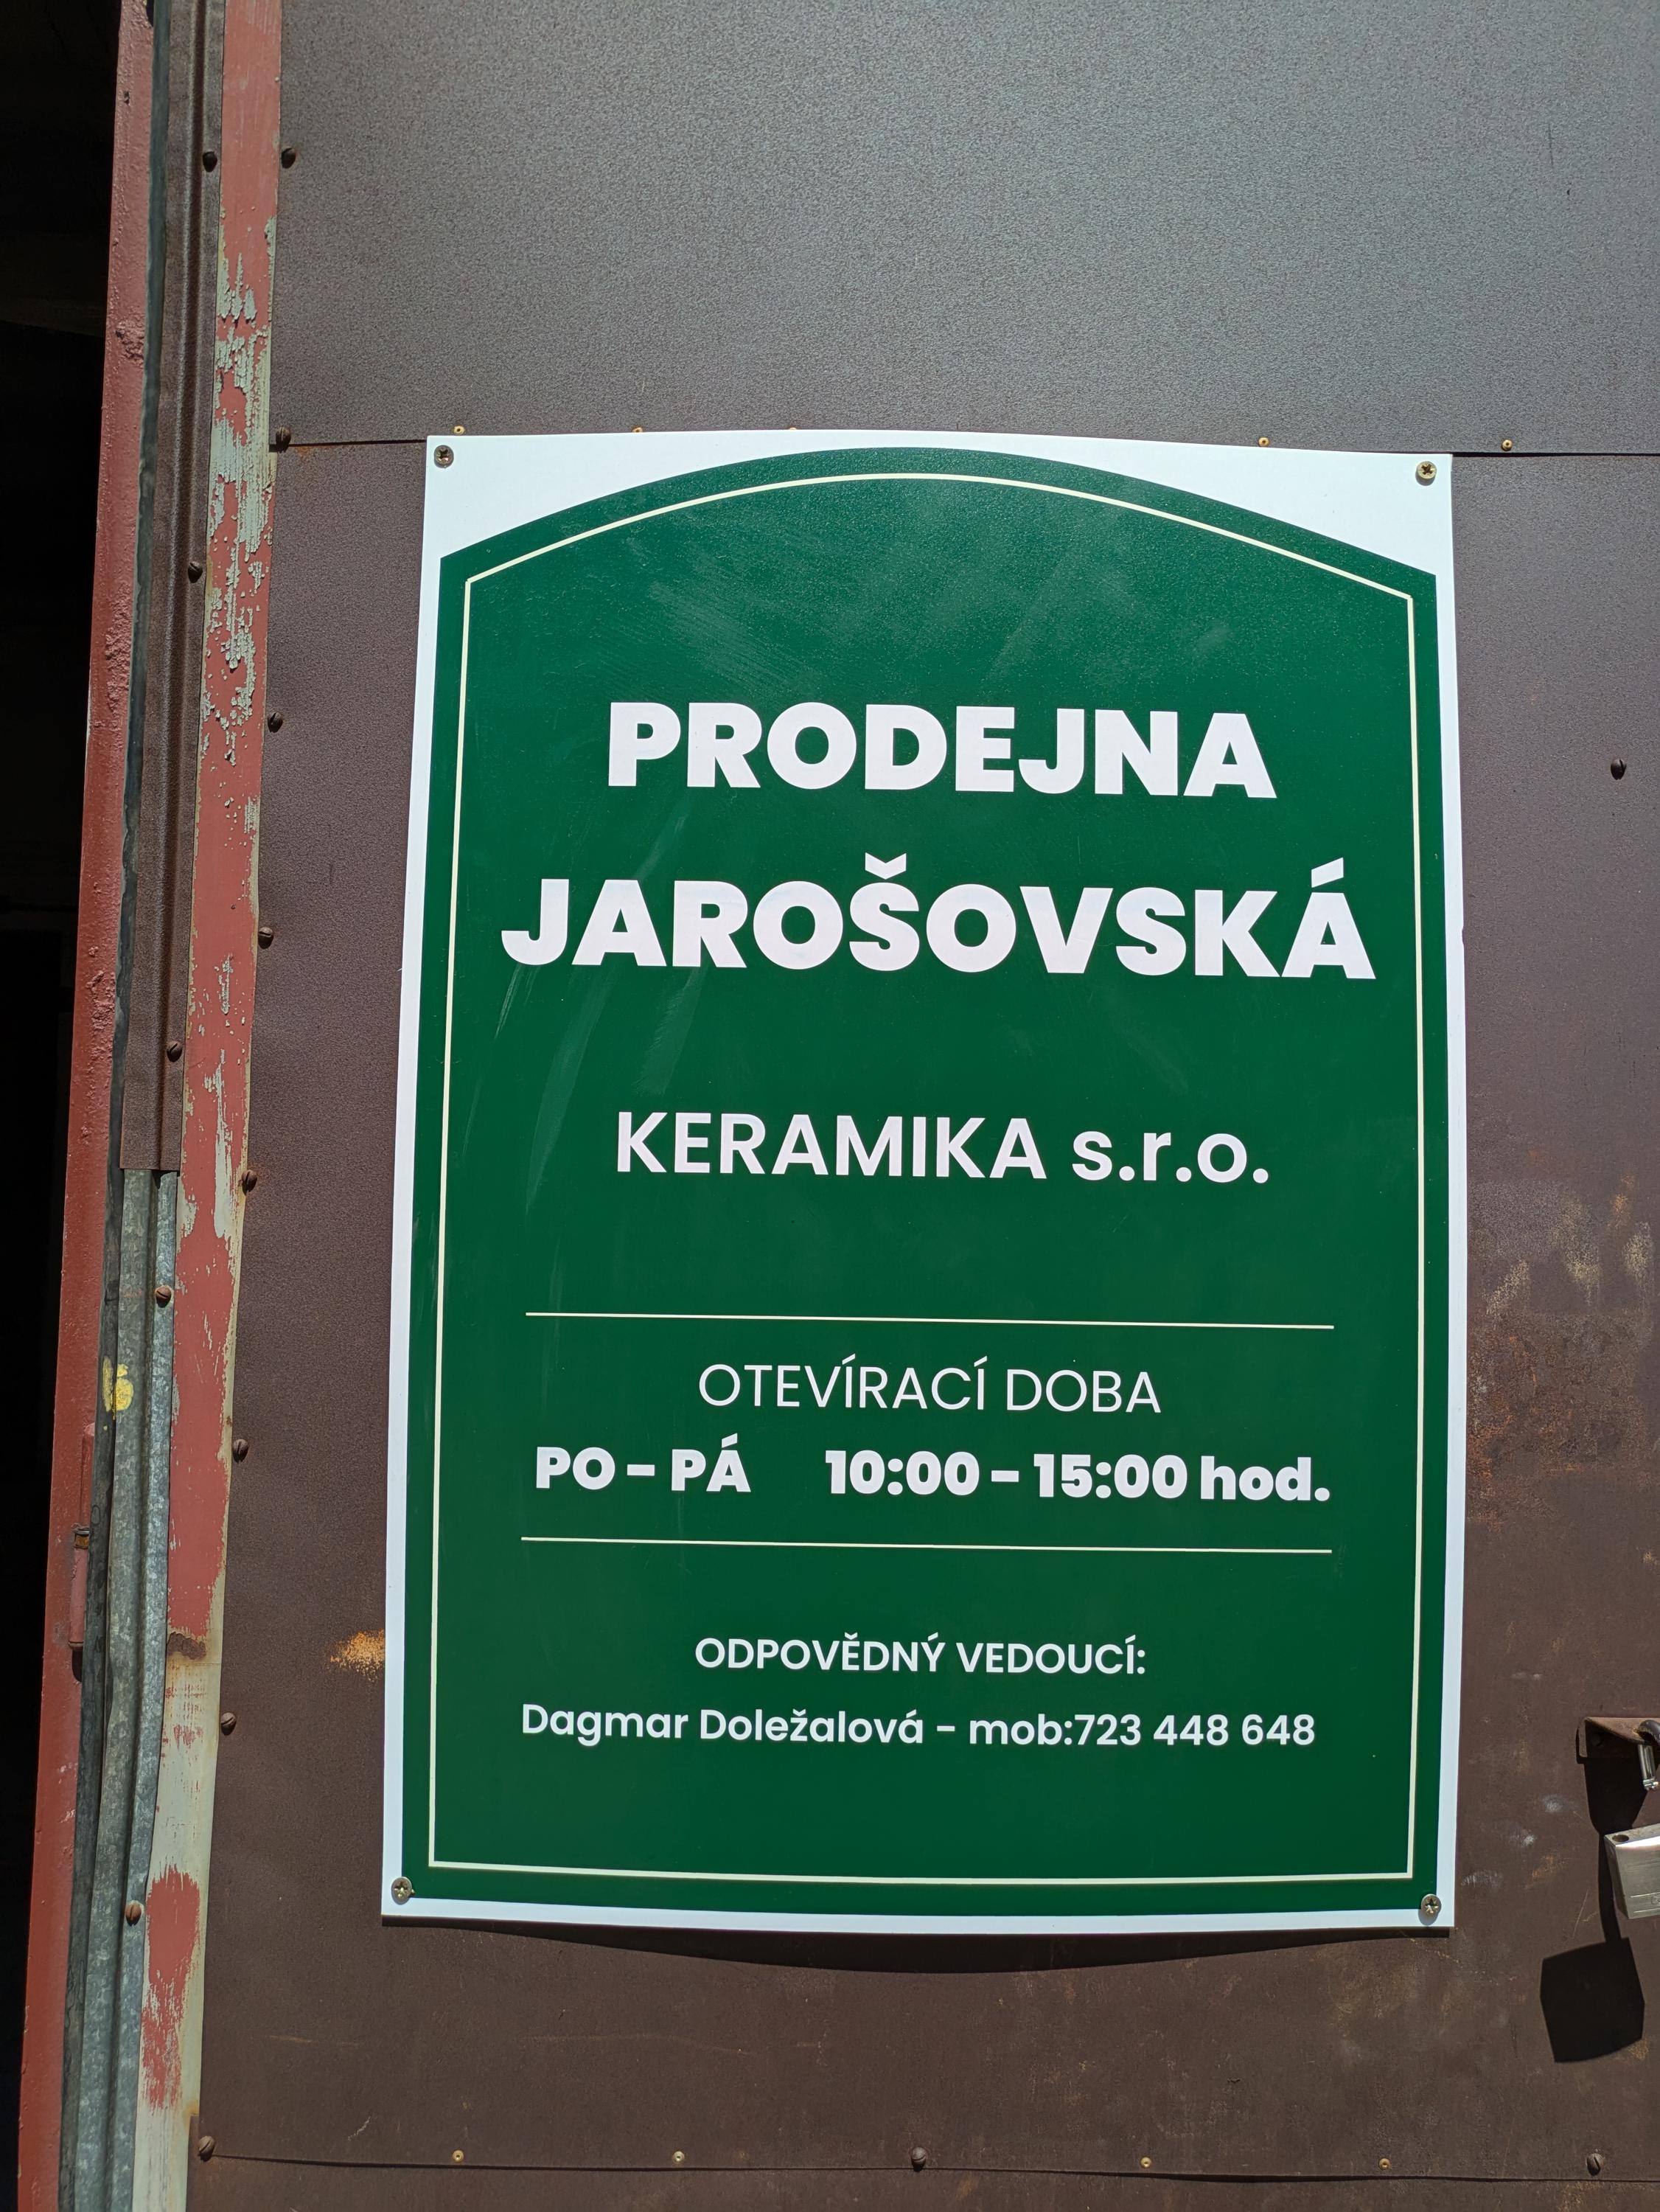 PRODEJNA
JAROŠOVSKÁ
KERAMIKA s.r.o.
OTEVÍRACÍ DOBA
PO - PÁ 10:00 - 15:00 hod.
ODPOVĚDNÝ VEDOUCÍ:
Dagmar Doležalová - mob:723 448 648